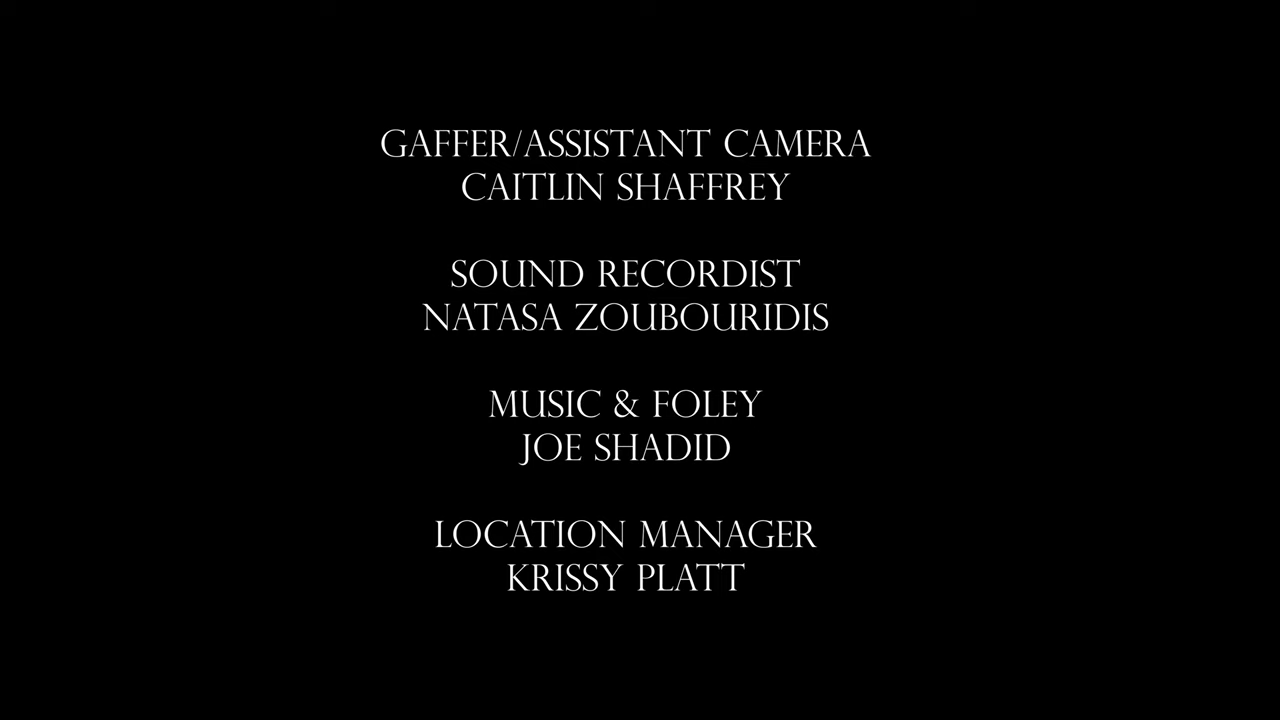 GAFFER/ASSISTANT CAMERA
CAITLIN SHAFFREY
SOUND RECORDIST
NATASA ZOUBOURIDIS
MUSIC & FOLEY
JOE SHADID
LOCATION MANAGER
KRISSY PLATT